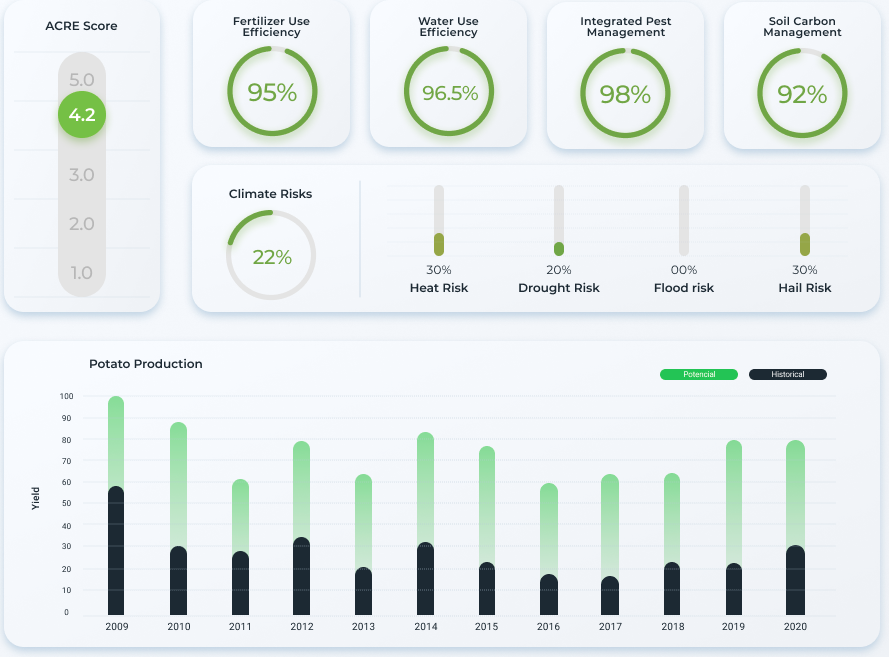 ACRE Score
5.0
4.2
3.0
2.0
1.0
Fertilizer Use
Efficiency
95%
Water Use
Efficiency
96.5%
Integrated Pest
Management
98%
Soil Carbon
Management
92%
Climate Risks
22%
30%
Heat Risk
20%
Drought Risk
00%
Flood risk
30%
Hail Risk
Potato Production
Potencial
Historical
Yield
100
90
80
70
60
50
40
30
20
10
0
2009
2010
2011
2012
2013
2014
2015
2016
2017
2018
2019
2020